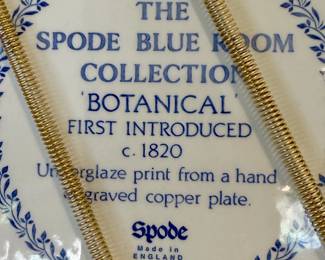 THE
SPODE BLUE ROOM
COLLECTION
'BOTANICAL'
FIRST INTRODUCED
c. 1820
Underglaze print from a hand
engraved copper plate.
Spode
Made in
ENGLAND